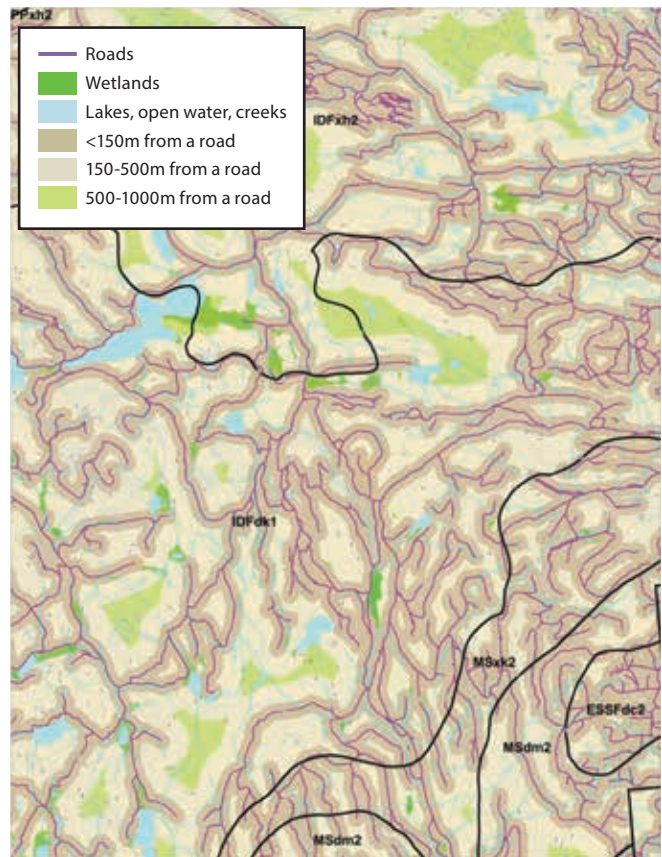 PPxh2
Roads
Wetlands
Lakes, open water, creeks
<150m from a road
150-500m from a road
500-1000m from a road
IDFxh2
IDFdk1
MSxk2
ESSFdc2
MSdm2
MSdm2